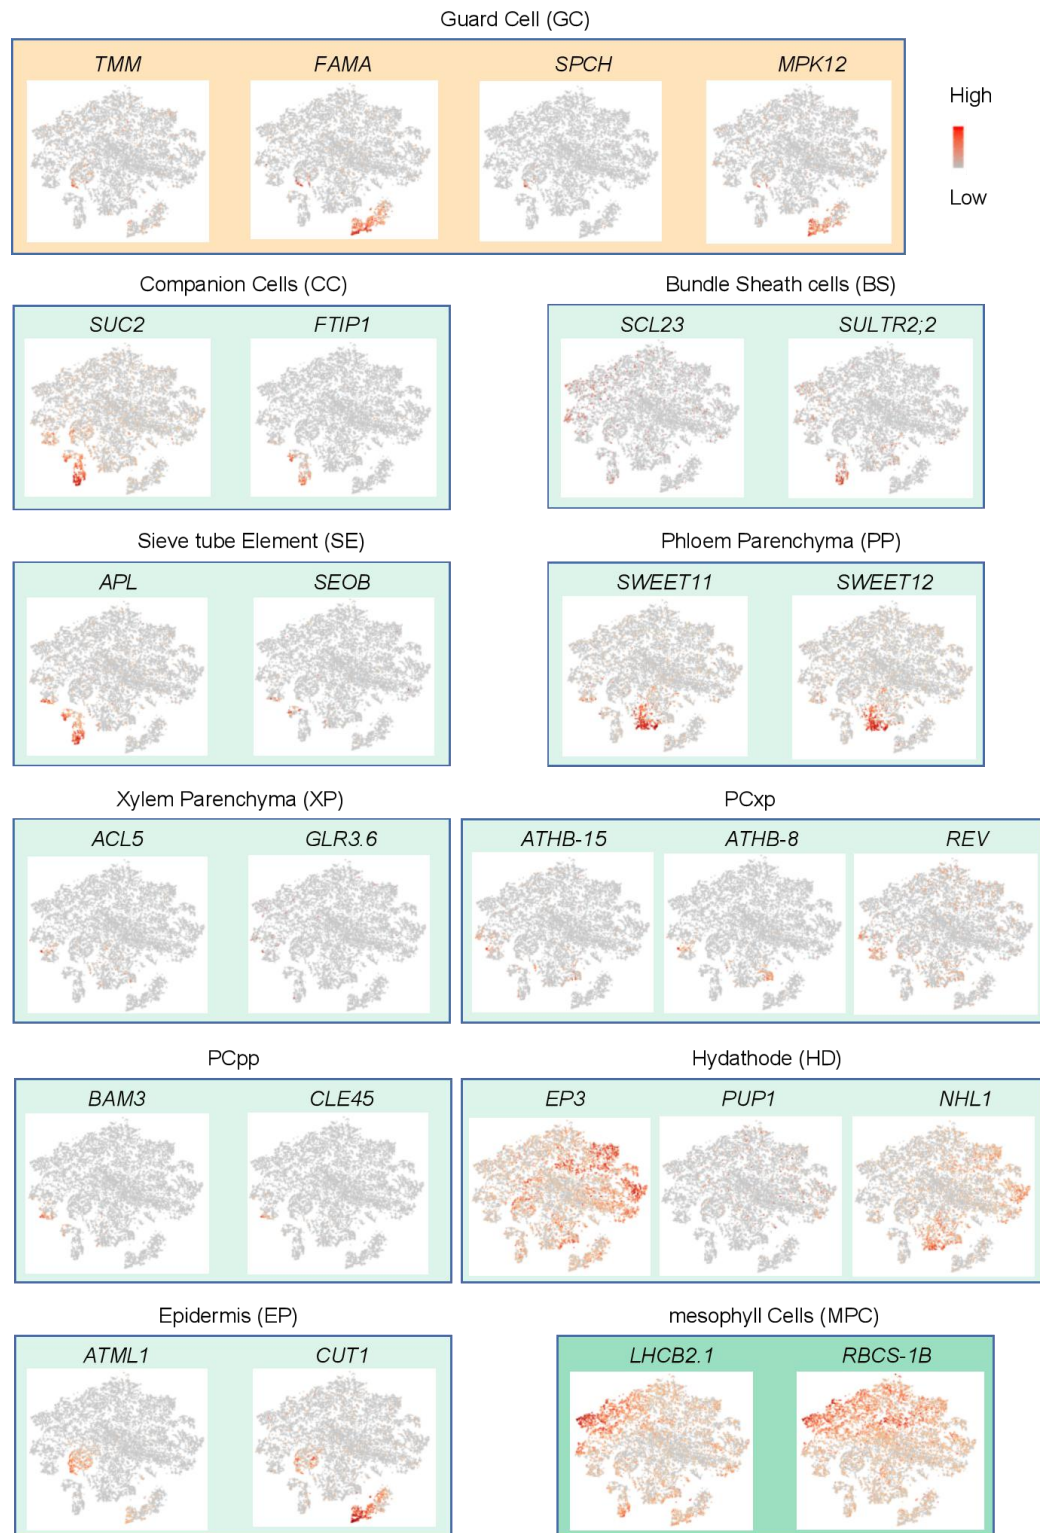 Guard Cell (GC)
TMM FAMA SPCH MPK12
High
Low
Companion Cells (CC) Bundle Sheath cells (BS)
SUC2 FTIP1 SCL23 SULTR2;2
Sieve tube Element (SE) Phloem Parenchyma (PP)
APL SEOB SWEET11 SWEET12
Xylem Parenchyma (XP) PCxp
ACL5 GLR3.6 ATHB-15 ATHB-8 REV
PCpp Hydathode (HD)
BAM3 CLE45 EP3 PUP1 NHL1
Epidermis (EP) mesophyll Cells (MPC)
ATML1 CUT1 LHCB2.1 RBCS-1B